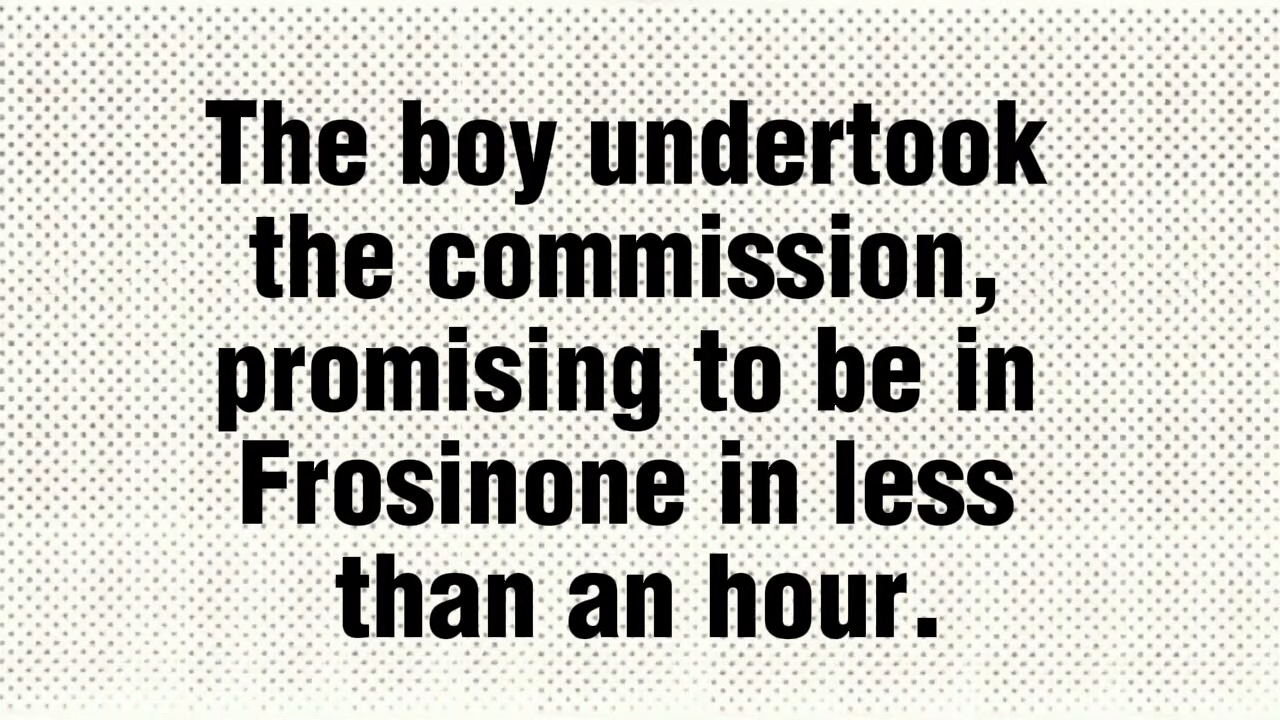 The boy undertook
the commission,
promising to be in
Frosinone in less
than an hour.